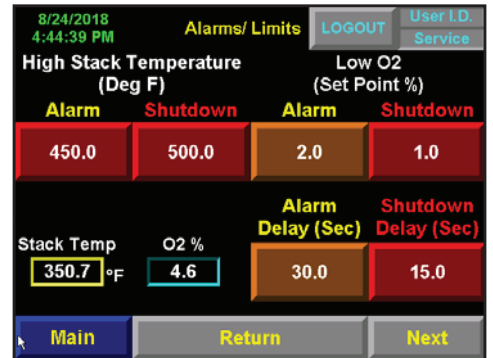 8/24/2018
4:44:39 PM
Alarms/ Limits
LOGOUT
User I.D.
Service
High Stack Temperature
(Deg F)
Low O2
(Set Point %)
Alarm
Shutdown
Alarm
Shutdown
450.0
500.0
2.0
1.0
Alarm
Delay (Sec)
Shutdown
Delay (Sec)
Stack Temp
O2 %
350.7 °F
4.6
30.0
15.0
Main
Return
Next